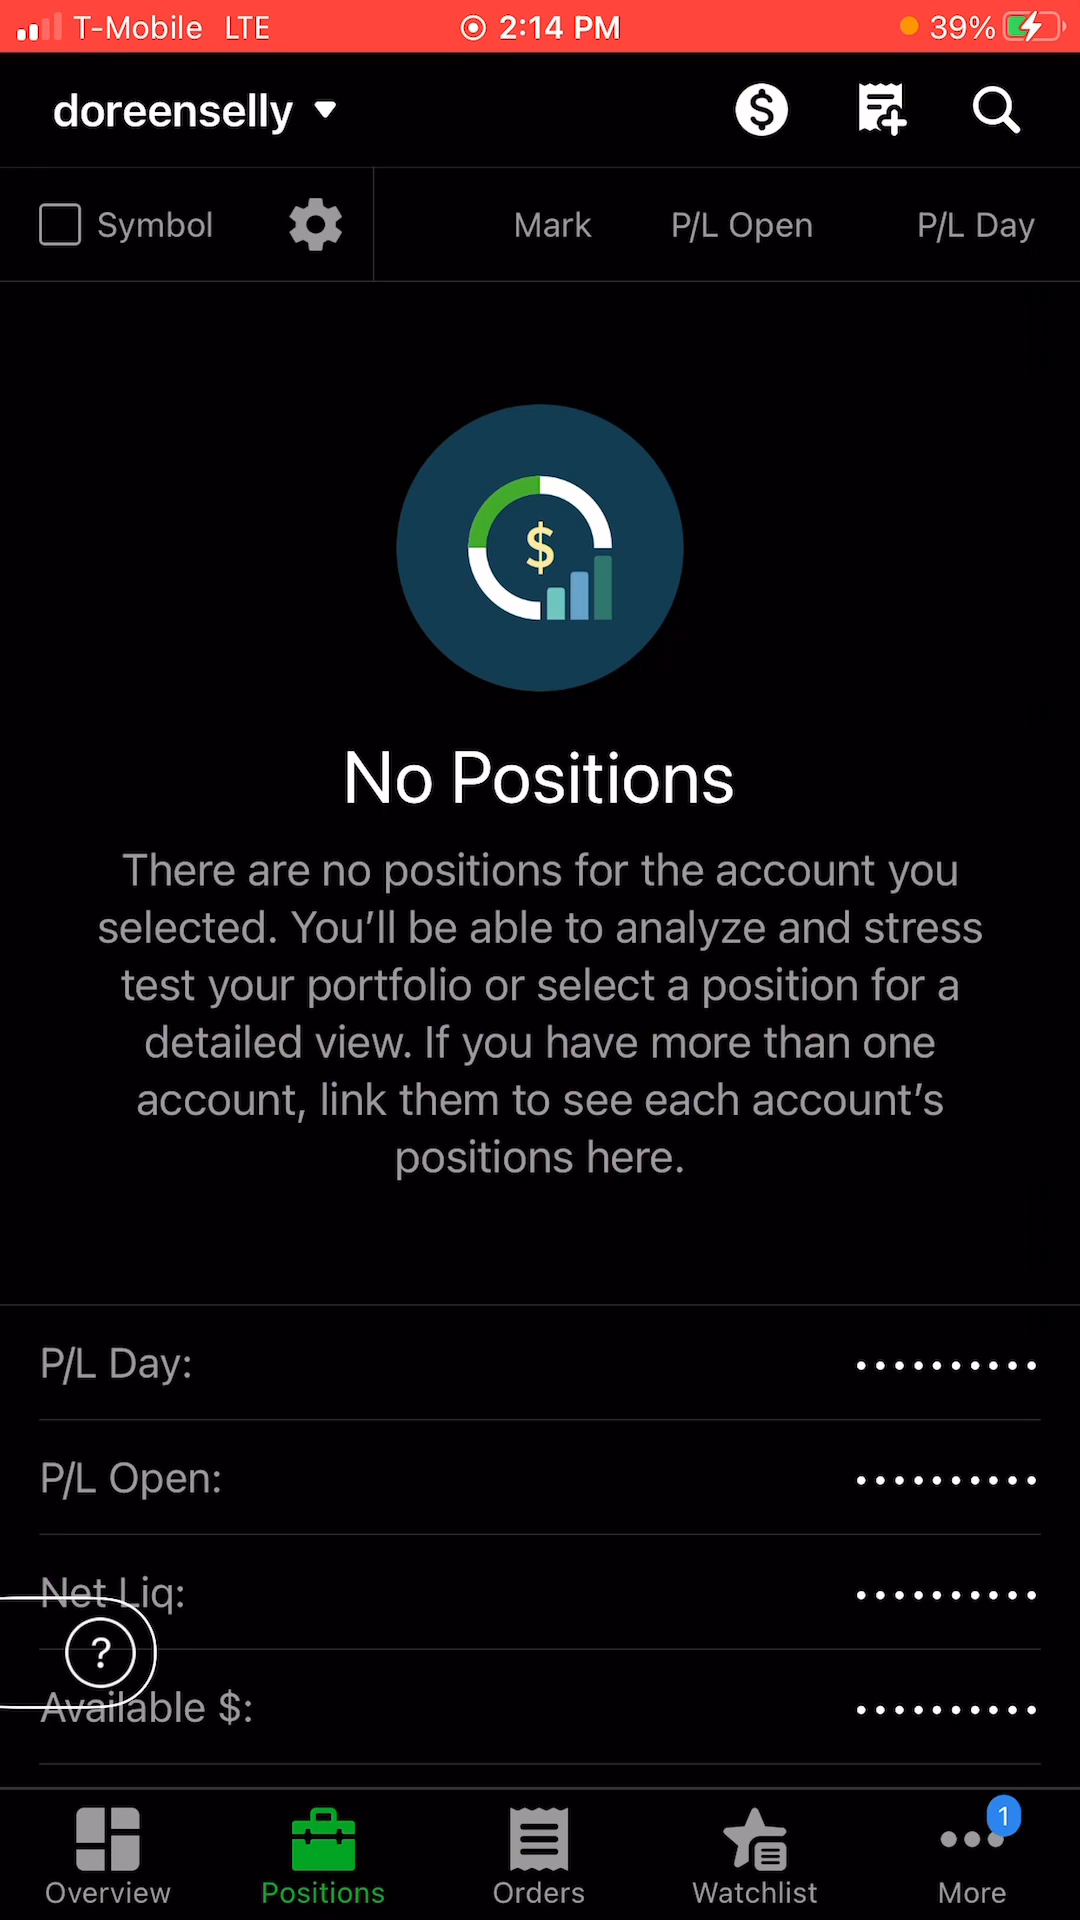 T-Mobile LTE 2:14 PM 39%
doreenselly
Symbol Mark P/L Open P/L Day
$
No Positions
There are no positions for the account you
selected. You’ll be able to analyze and stress
test your portfolio or select a position for a
detailed view. If you have more than one
account, link them to see each account’s
positions here.
P/L Day: ••••••••••
P/L Open: ••••••••••
Net Liq: ••••••••••
?
Available $: ••••••••••
1
Overview Positions Orders Watchlist More